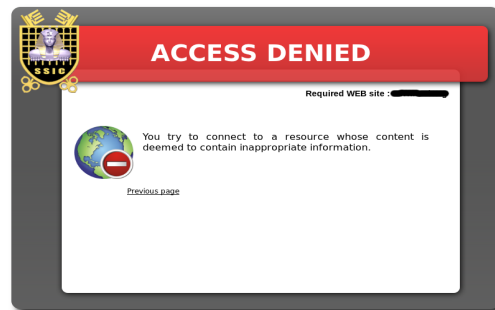 SSIC
ACCESS DENIED
Required WEB site :
You try to connect to a resource whose content is
deemed to contain inappropriate information.
Previous page